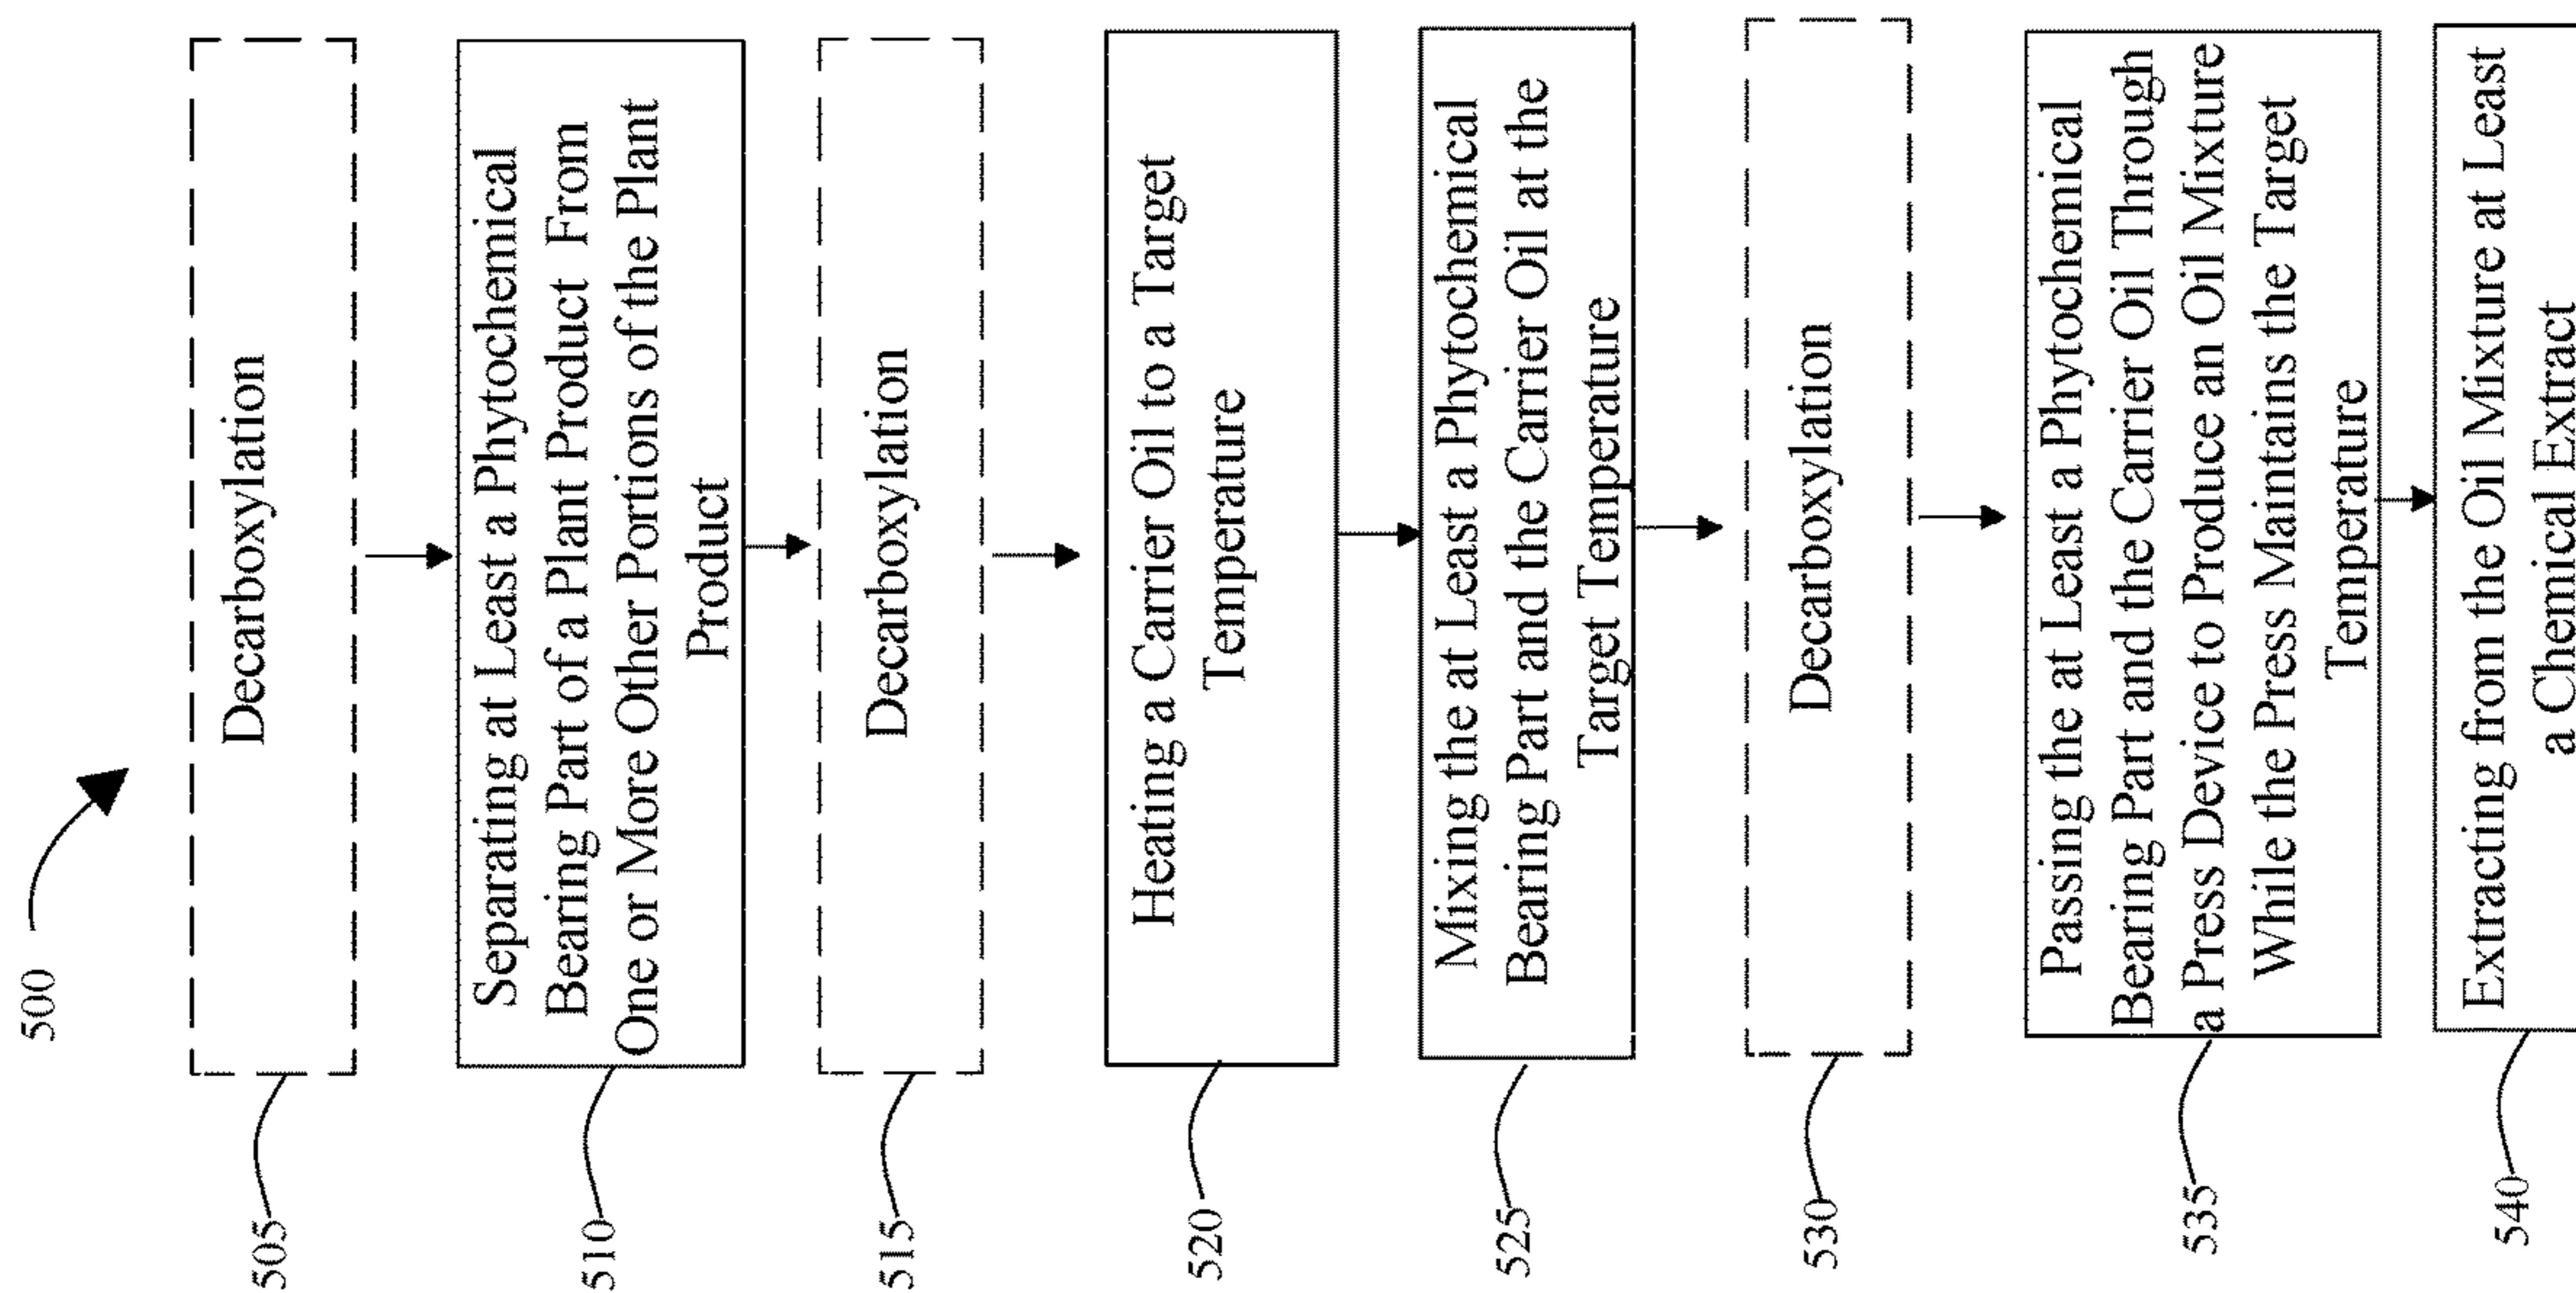 500
505
Decarboxylation
510
Separating at Least a Phytochemical
Bearing Part of a Plant Product From
One or More Other Portions of the Plant
Product
515
Decarboxylation
520
Heating a Carrier Oil to a Target
Temperature
525
Mixing the at Least a Phytochemical
Bearing Part and the Carrier Oil at the
Target Temperature
530
Decarboxylation
535
Passing the at Least a Phytochemical
Bearing Part and the Carrier Oil Through
a Press Device to Produce an Oil Mixture
While the Press Maintains the Target
Temperature
540
Extracting from the Oil Mixture at Least
a Chemical Extract